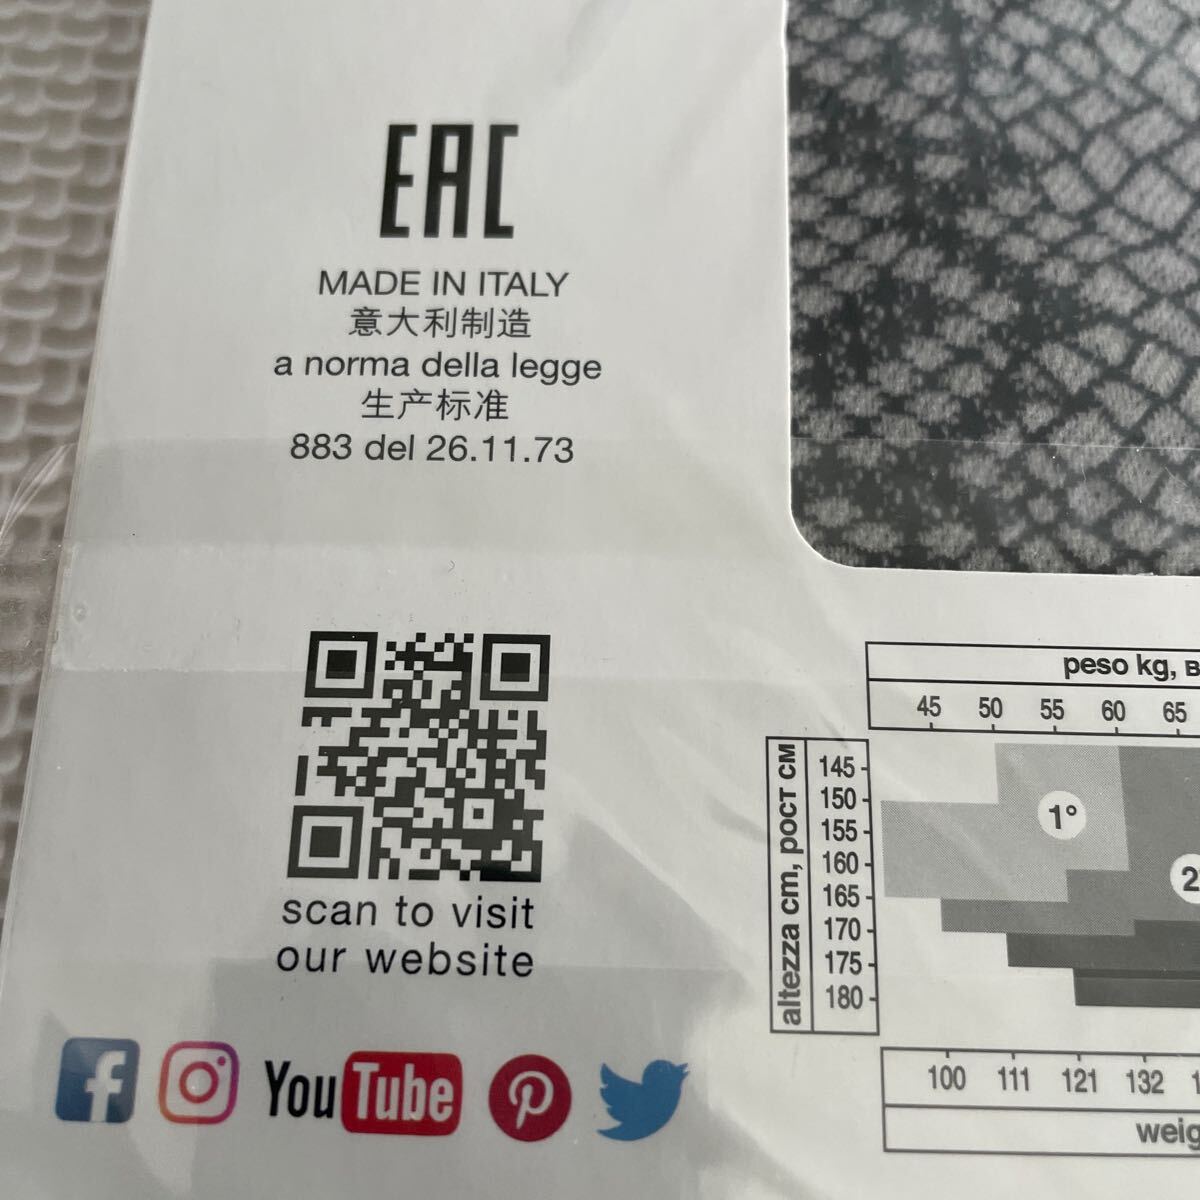 EAC
MADE IN ITALY
意大利制造
a norma della legge
生产标准
883 del 26.11.73
scan to visit
our website
YouTube
peso kg,
45 50 55 60 65
altezza cm, рост см
145
150
155
160
165
170
175
180
1°
100 111 121 132